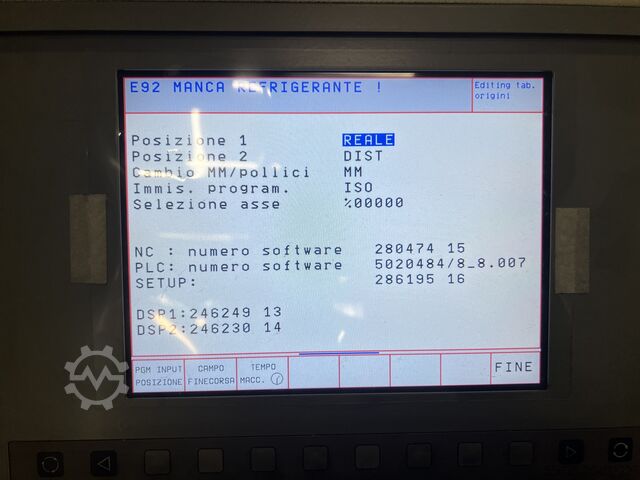 E92 MANCA REFRIGERANTE !
Editing tab.
origini
Posizione 1 REALE
Posizione 2 DIST
Cambio MM/pollici MM
Immis. program. ISO
Selezione asse %00000
NC : numero software 280474 15
PLC: numero software 5020484/8_8.007
SETUP: 286195 16
DSP1:246249 13
DSP2:246230 14
PGM INPUT
POSIZIONE
CAMPO
FINECORSA
TEMPO
MACC.
FINE